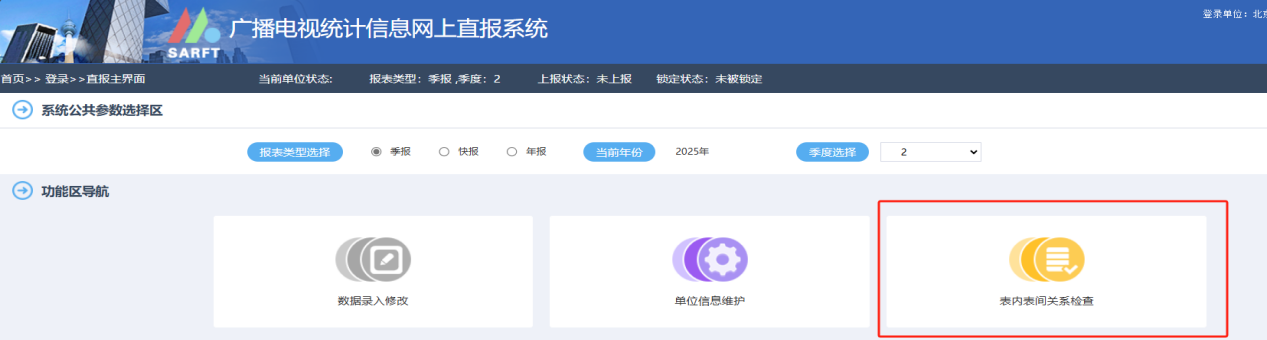 登录单位：北京
SARFT
广播电视统计信息网上直报系统
首页>> 登录>>直报主界面 当前单位状态: 报表类型：季报 ,季度：2 上报状态：未上报 锁定状态：未被锁定
系统公共参数选择区
报表类型选择 季报 快报 年报 当前年份 2025年 季度选择 2
功能区导航
数据录入修改 单位信息维护 表内表间关系检查